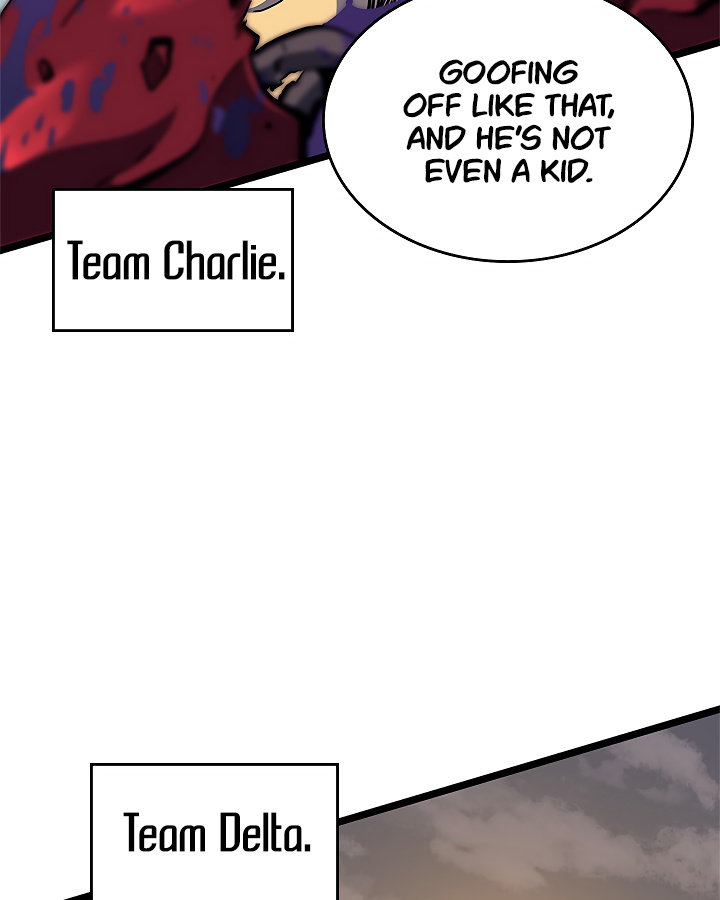 GOOFING
OFF LIKE THAT,
AND HE'S NOT
EVEN A KID.
Team Charlie.
Team Delta.